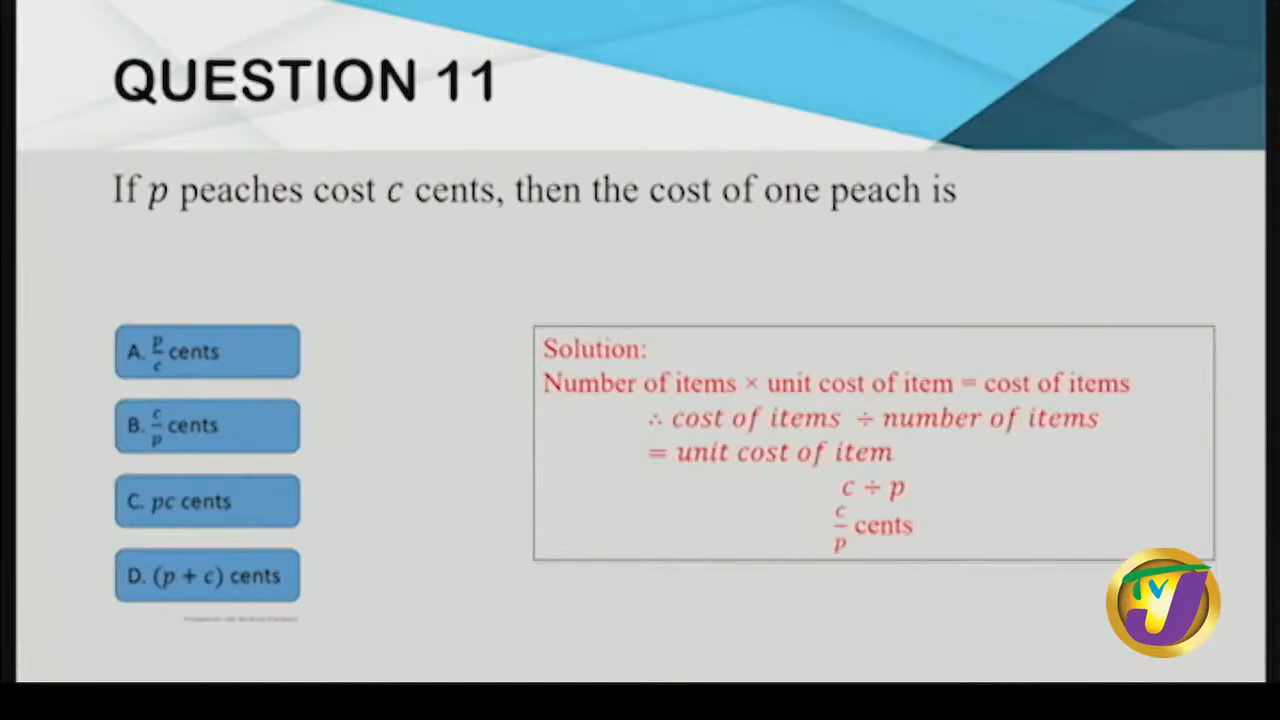 QUESTION 11
If p peaches cost c cents, then the cost of one peach is
A. p/c cents
B. c/p cents
C. pc cents
D. (p + c) cents
Solution:
Number of items × unit cost of item = cost of items
∴ cost of items ÷ number of items
= unit cost of item
c ÷ p
c/p cents
TVJ